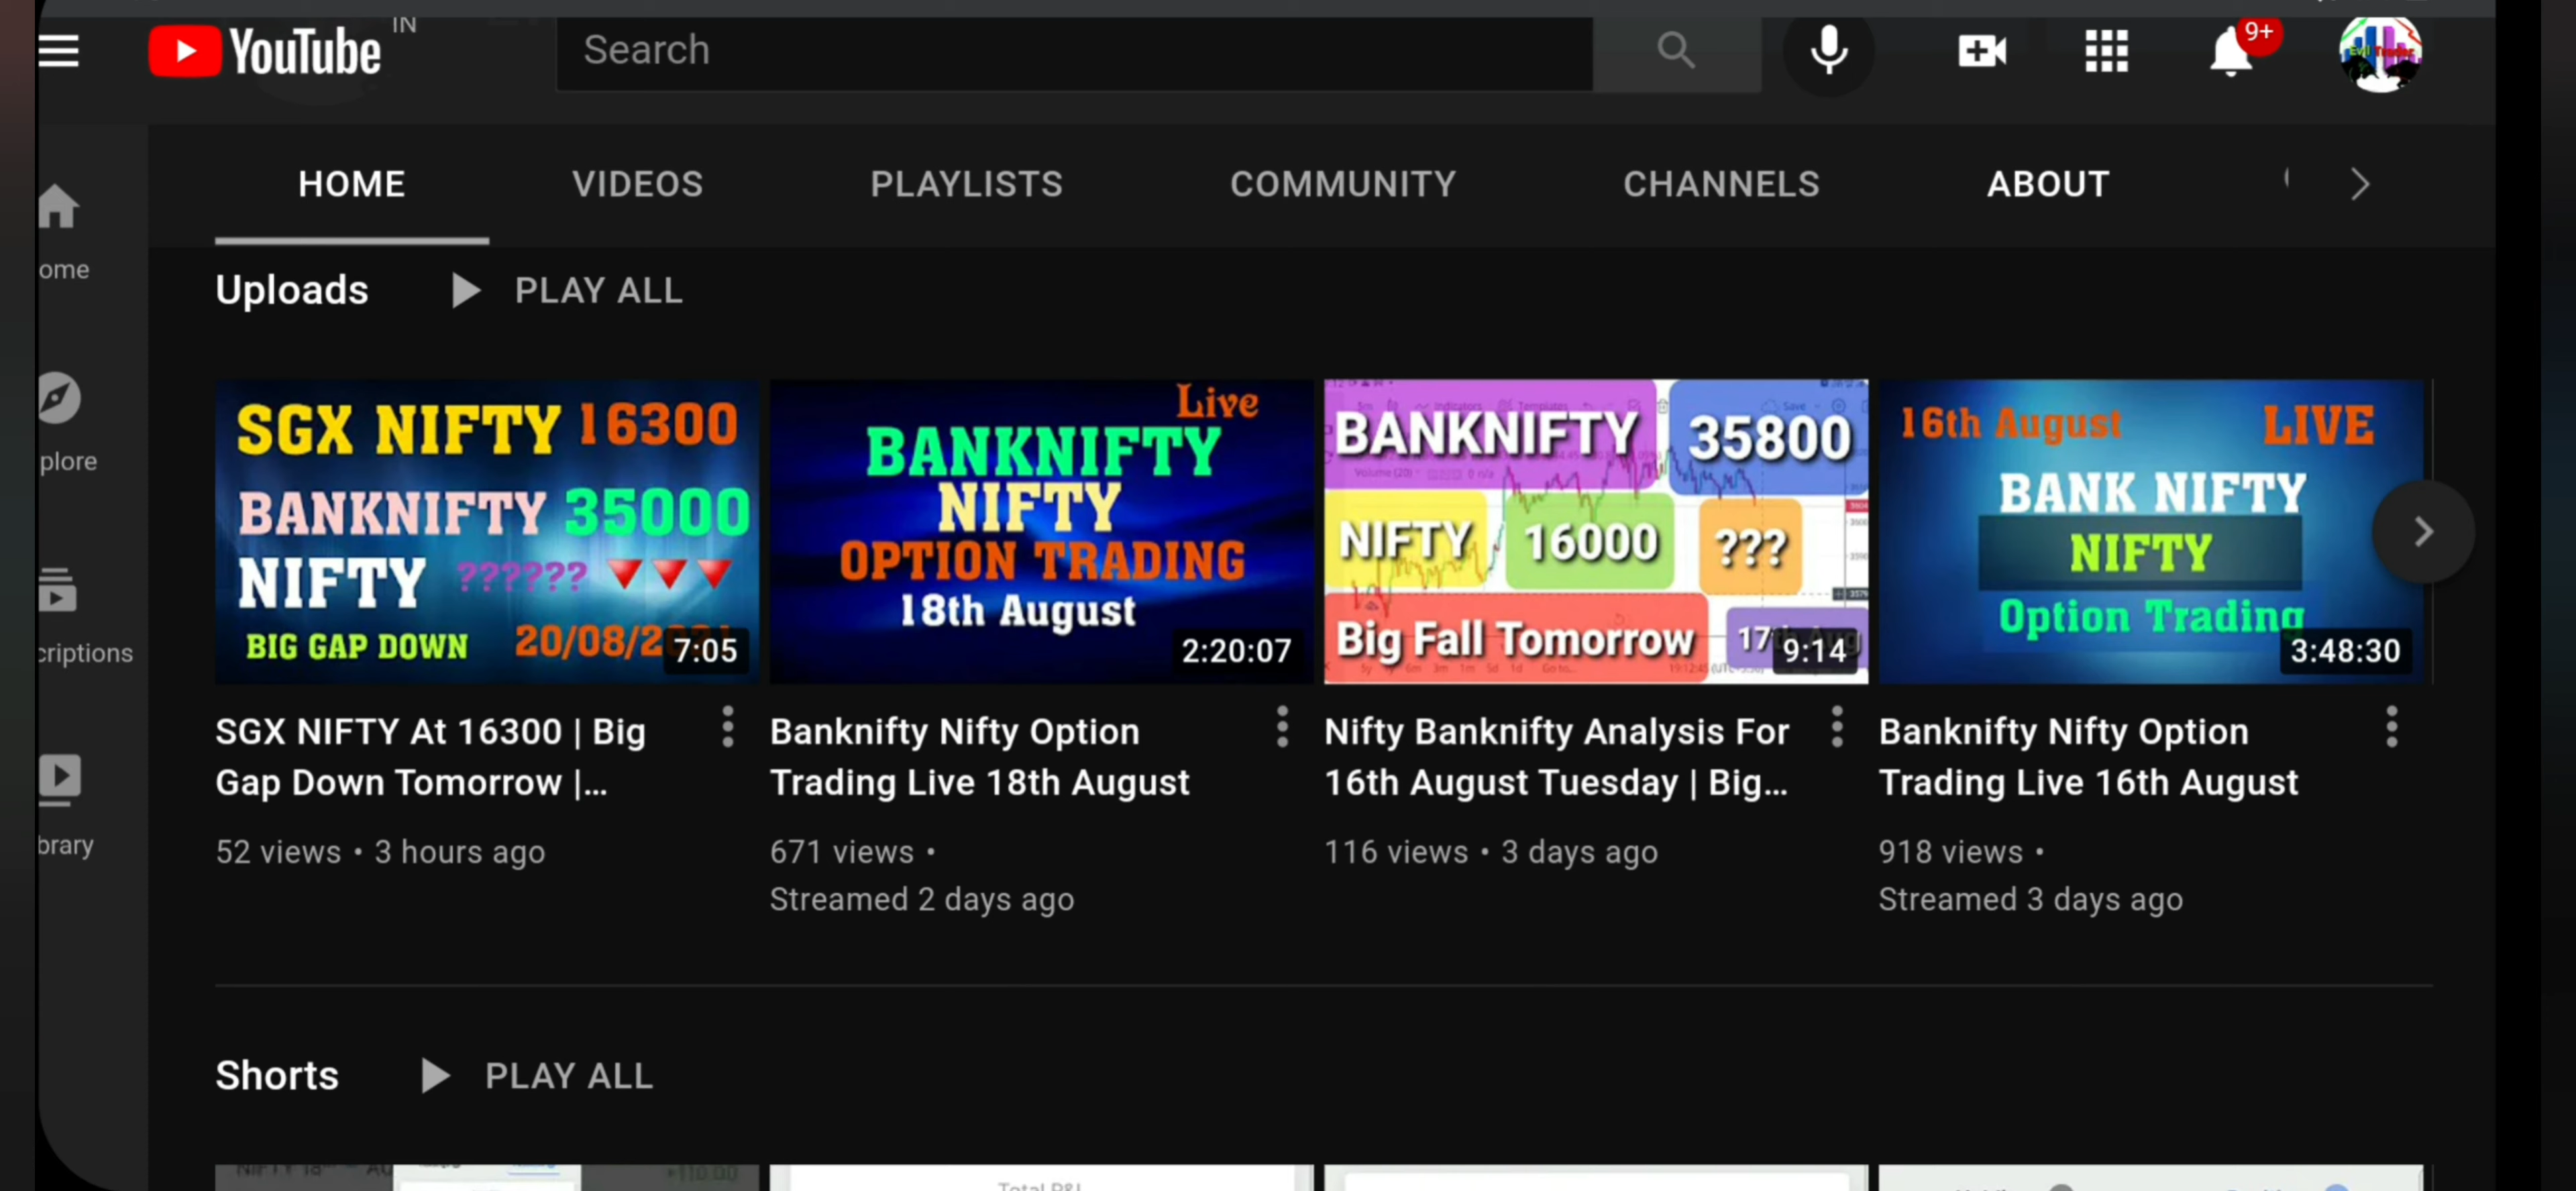 IN
YouTube
Search
9+
HOME VIDEOS PLAYLISTS COMMUNITY CHANNELS ABOUT
ome
plore
criptions
brary
Uploads PLAY ALL
SGX NIFTY 16300
BANKNIFTY 35000
NIFTY ?????? 
BIG GAP DOWN 20/08/2
7:05
Live
BANKNIFTY
NIFTY
OPTION TRADING
18th August
2:20:07
BANKNIFTY 35800
NIFTY 16000 ???
Big Fall Tomorrow 17
9:14
16th August LIVE
BANK NIFTY
NIFTY
Option Trading
3:48:30
SGX NIFTY At 16300 | Big
Gap Down Tomorrow |...
52 views • 3 hours ago
Banknifty Nifty Option
Trading Live 18th August
671 views •
Streamed 2 days ago
Nifty Banknifty Analysis For
16th August Tuesday | Big...
116 views • 3 days ago
Banknifty Nifty Option
Trading Live 16th August
918 views •
Streamed 3 days ago
Shorts PLAY ALL